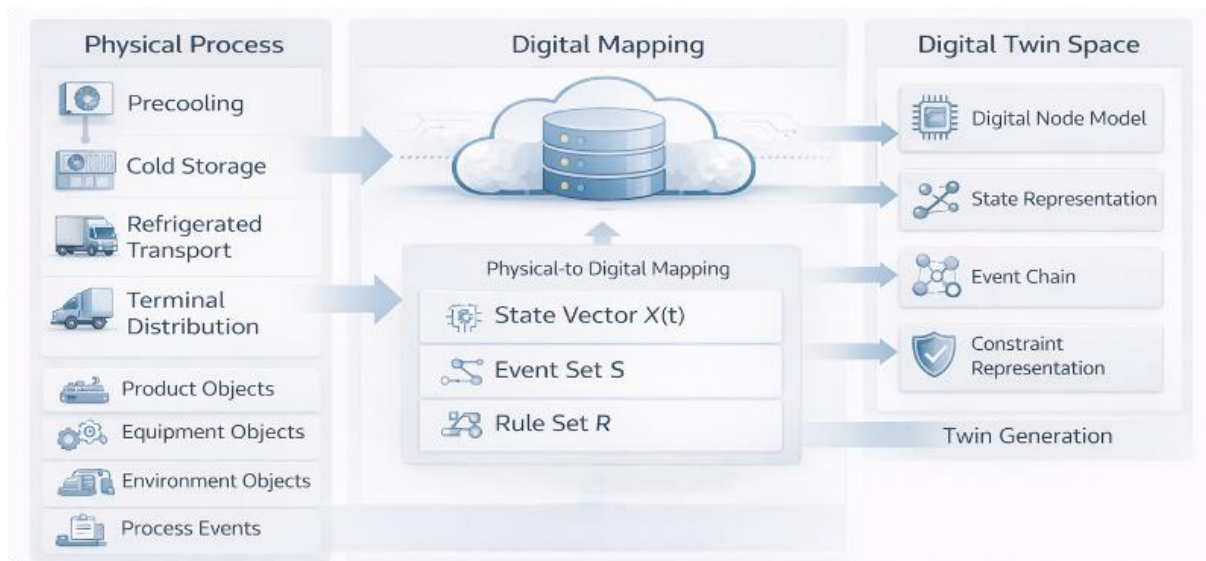 Physical Process
Precooling
Cold Storage
Refrigerated
Transport
Terminal
Distribution
Product Objects
Equipment Objects
Environment Objects
Process Events
Digital Mapping
Physical-to Digital Mapping
State Vector X(t)
Event Set S
Rule Set R
Digital Twin Space
Digital Node Model
State Representation
Event Chain
Constraint
Representation
Twin Generation